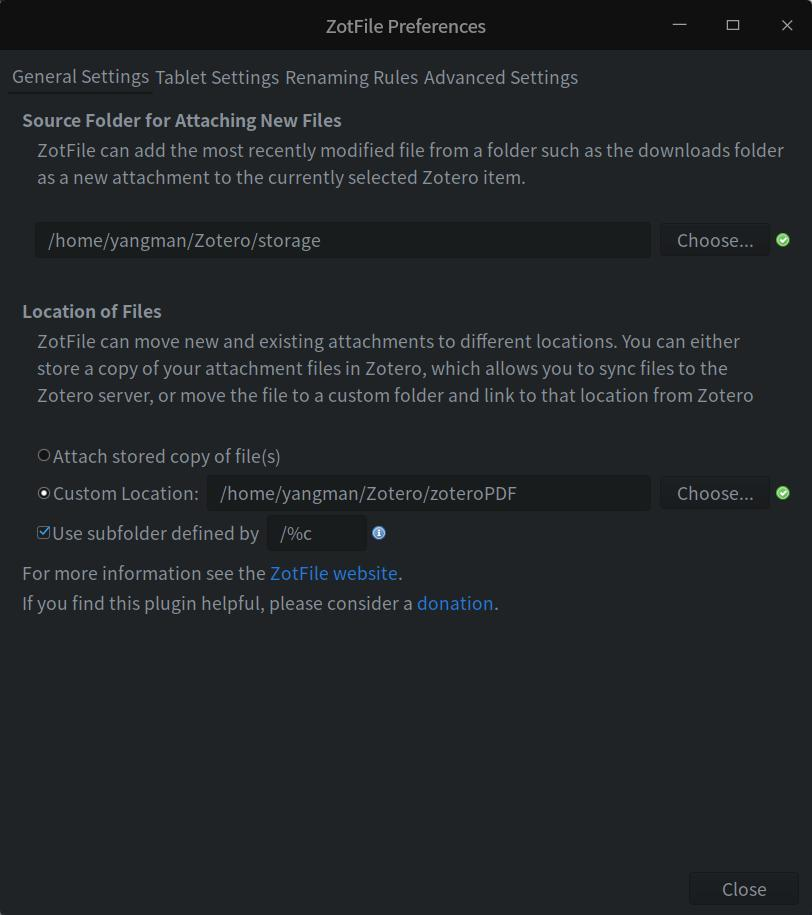 ZotFile Preferences
General Settings Tablet Settings Renaming Rules Advanced Settings
Source Folder for Attaching New Files
ZotFile can add the most recently modified file from a folder such as the downloads folder
as a new attachment to the currently selected Zotero item.
/home/yangman/Zotero/storage Choose...
Location of Files
ZotFile can move new and existing attachments to different locations. You can either
store a copy of your attachment files in Zotero, which allows you to sync files to the
Zotero server, or move the file to a custom folder and link to that location from Zotero
Attach stored copy of file(s)
Custom Location: /home/yangman/Zotero/zoteroPDF Choose...
Use subfolder defined by /%c
For more information see the ZotFile website.
If you find this plugin helpful, please consider a donation.
Close